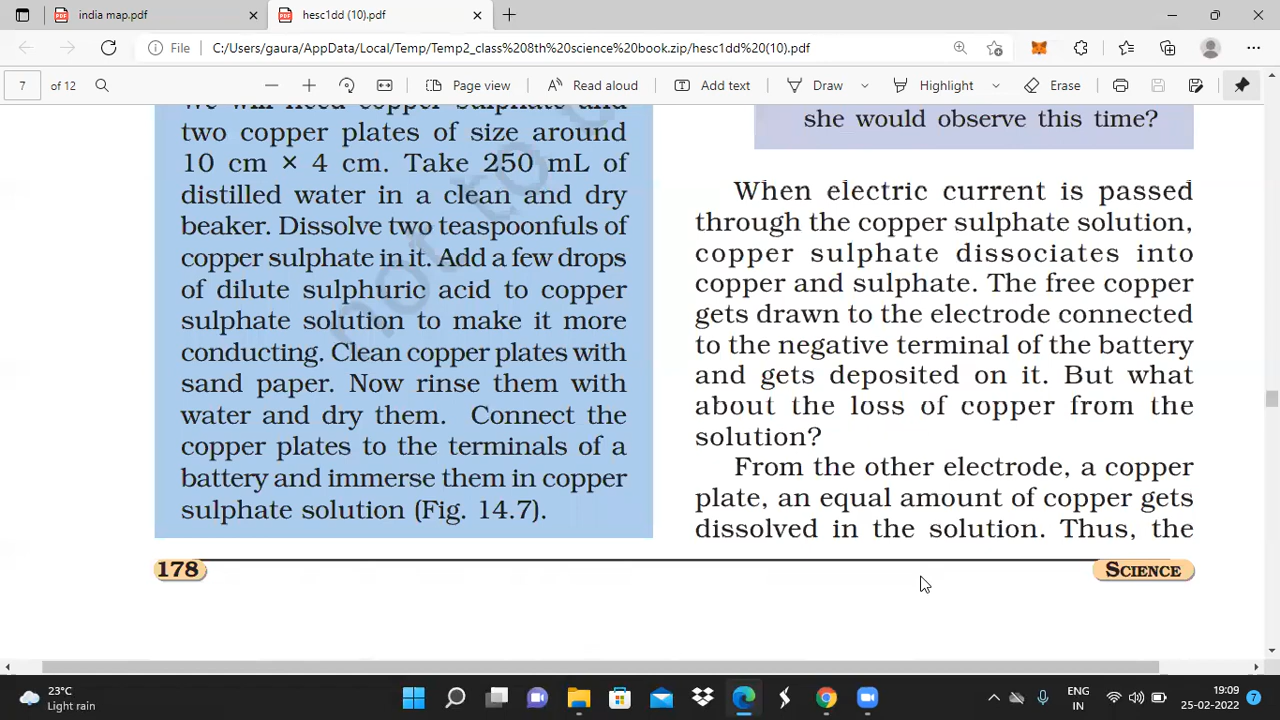 india map.pdf
hesc1dd (10).pdf
File
C:/Users/gaura/AppData/Local/Temp/Temp2_class%208th%20science%20book.zip/hesc1dd%20(10).pdf
7 of 12
Page view
Read aloud
Add text
Draw
Highlight
Erase
We will need copper sulphate and
two copper plates of size around
10 cm × 4 cm. Take 250 mL of
distilled water in a clean and dry
beaker. Dissolve two teaspoonfuls of
copper sulphate in it. Add a few drops
of dilute sulphuric acid to copper
sulphate solution to make it more
conducting. Clean copper plates with
sand paper. Now rinse them with
water and dry them. Connect the
copper plates to the terminals of a
battery and immerse them in copper
sulphate solution (Fig. 14.7).
not to
she would observe this time?
When electric current is passed
through the copper sulphate solution,
copper sulphate dissociates into
copper and sulphate. The free copper
gets drawn to the electrode connected
to the negative terminal of the battery
and gets deposited on it. But what
about the loss of copper from the
solution?
From the other electrode, a copper
plate, an equal amount of copper gets
dissolved in the solution. Thus, the
178
SCIENCE
23°C
Light rain
ENG
IN
19:09
25-02-2022
7